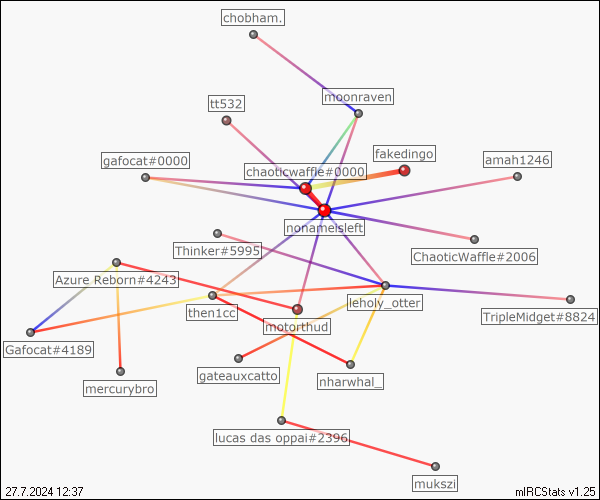 chobham.
moonraven
tt532
fakedingo
gafocat#0000
chaoticwaffle#0000
amah1246
nonameisleft
Thinker#5995
ChaoticWaffle#2006
Azure Reborn#4243
leholy_otter
then1cc
motorthud
TripleMidget#8824
Gafocat#4189
gateauxcatto
nharwhal_
mercurybro
lucas das oppai#2396
mukszi
27.7.2024 12:37
mIRCStats v1.25